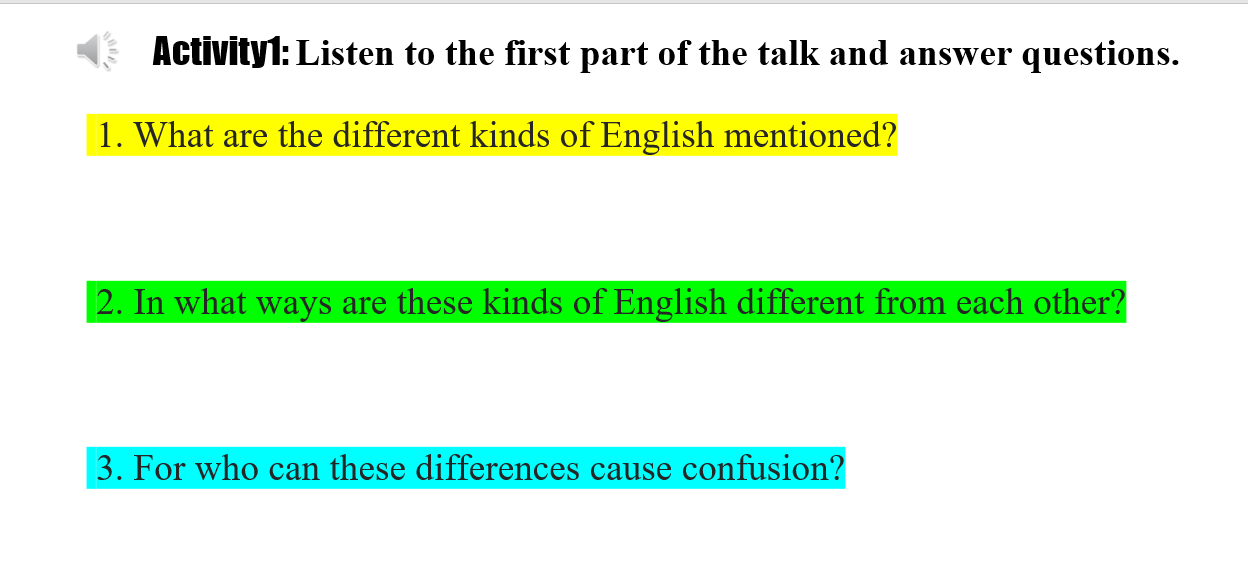 Activity1: Listen to the first part of the talk and answer questions.
1. What are the different kinds of English mentioned?
2. In what ways are these kinds of English different from each other?
3. For who can these differences cause confusion?